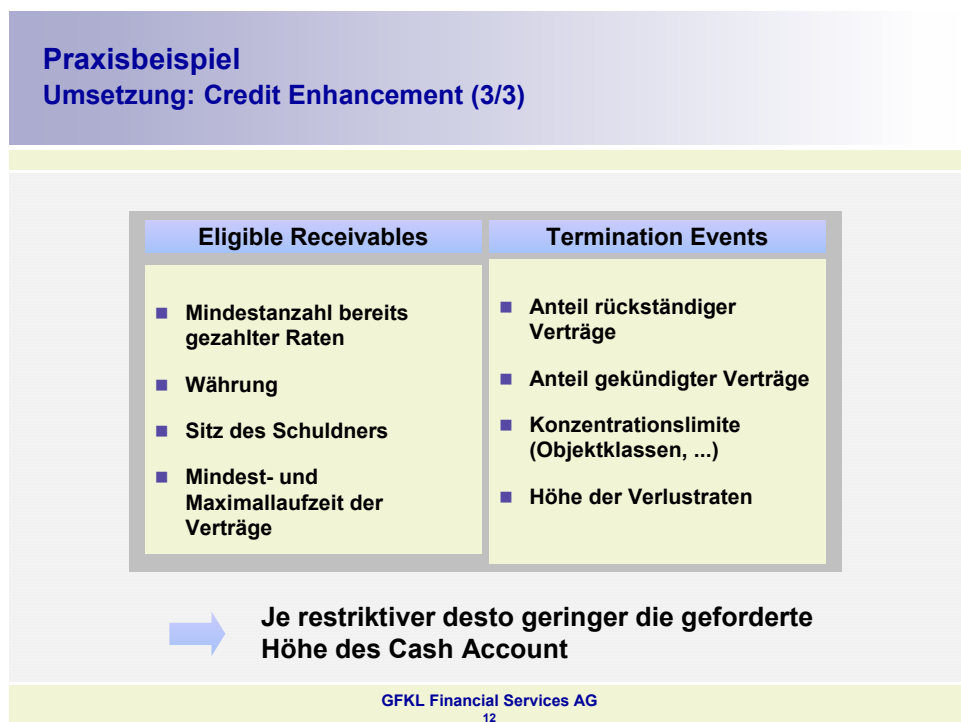 Praxisbeispiel
Umsetzung: Credit Enhancement (3/3)
Eligible Receivables
Mindestanzahl bereits
gezahlter Raten
Währung
Sitz des Schuldners
Mindest- und
Maximallaufzeit der
Verträge
Termination Events
Anteil rückständiger
Verträge
Anteil gekündigter Verträge
Konzentrationslimite
(Objektklassen, ...)
Höhe der Verlustraten
Je restriktiver desto geringer die geforderte
Höhe des Cash Account
GFKL Financial Services AG
12